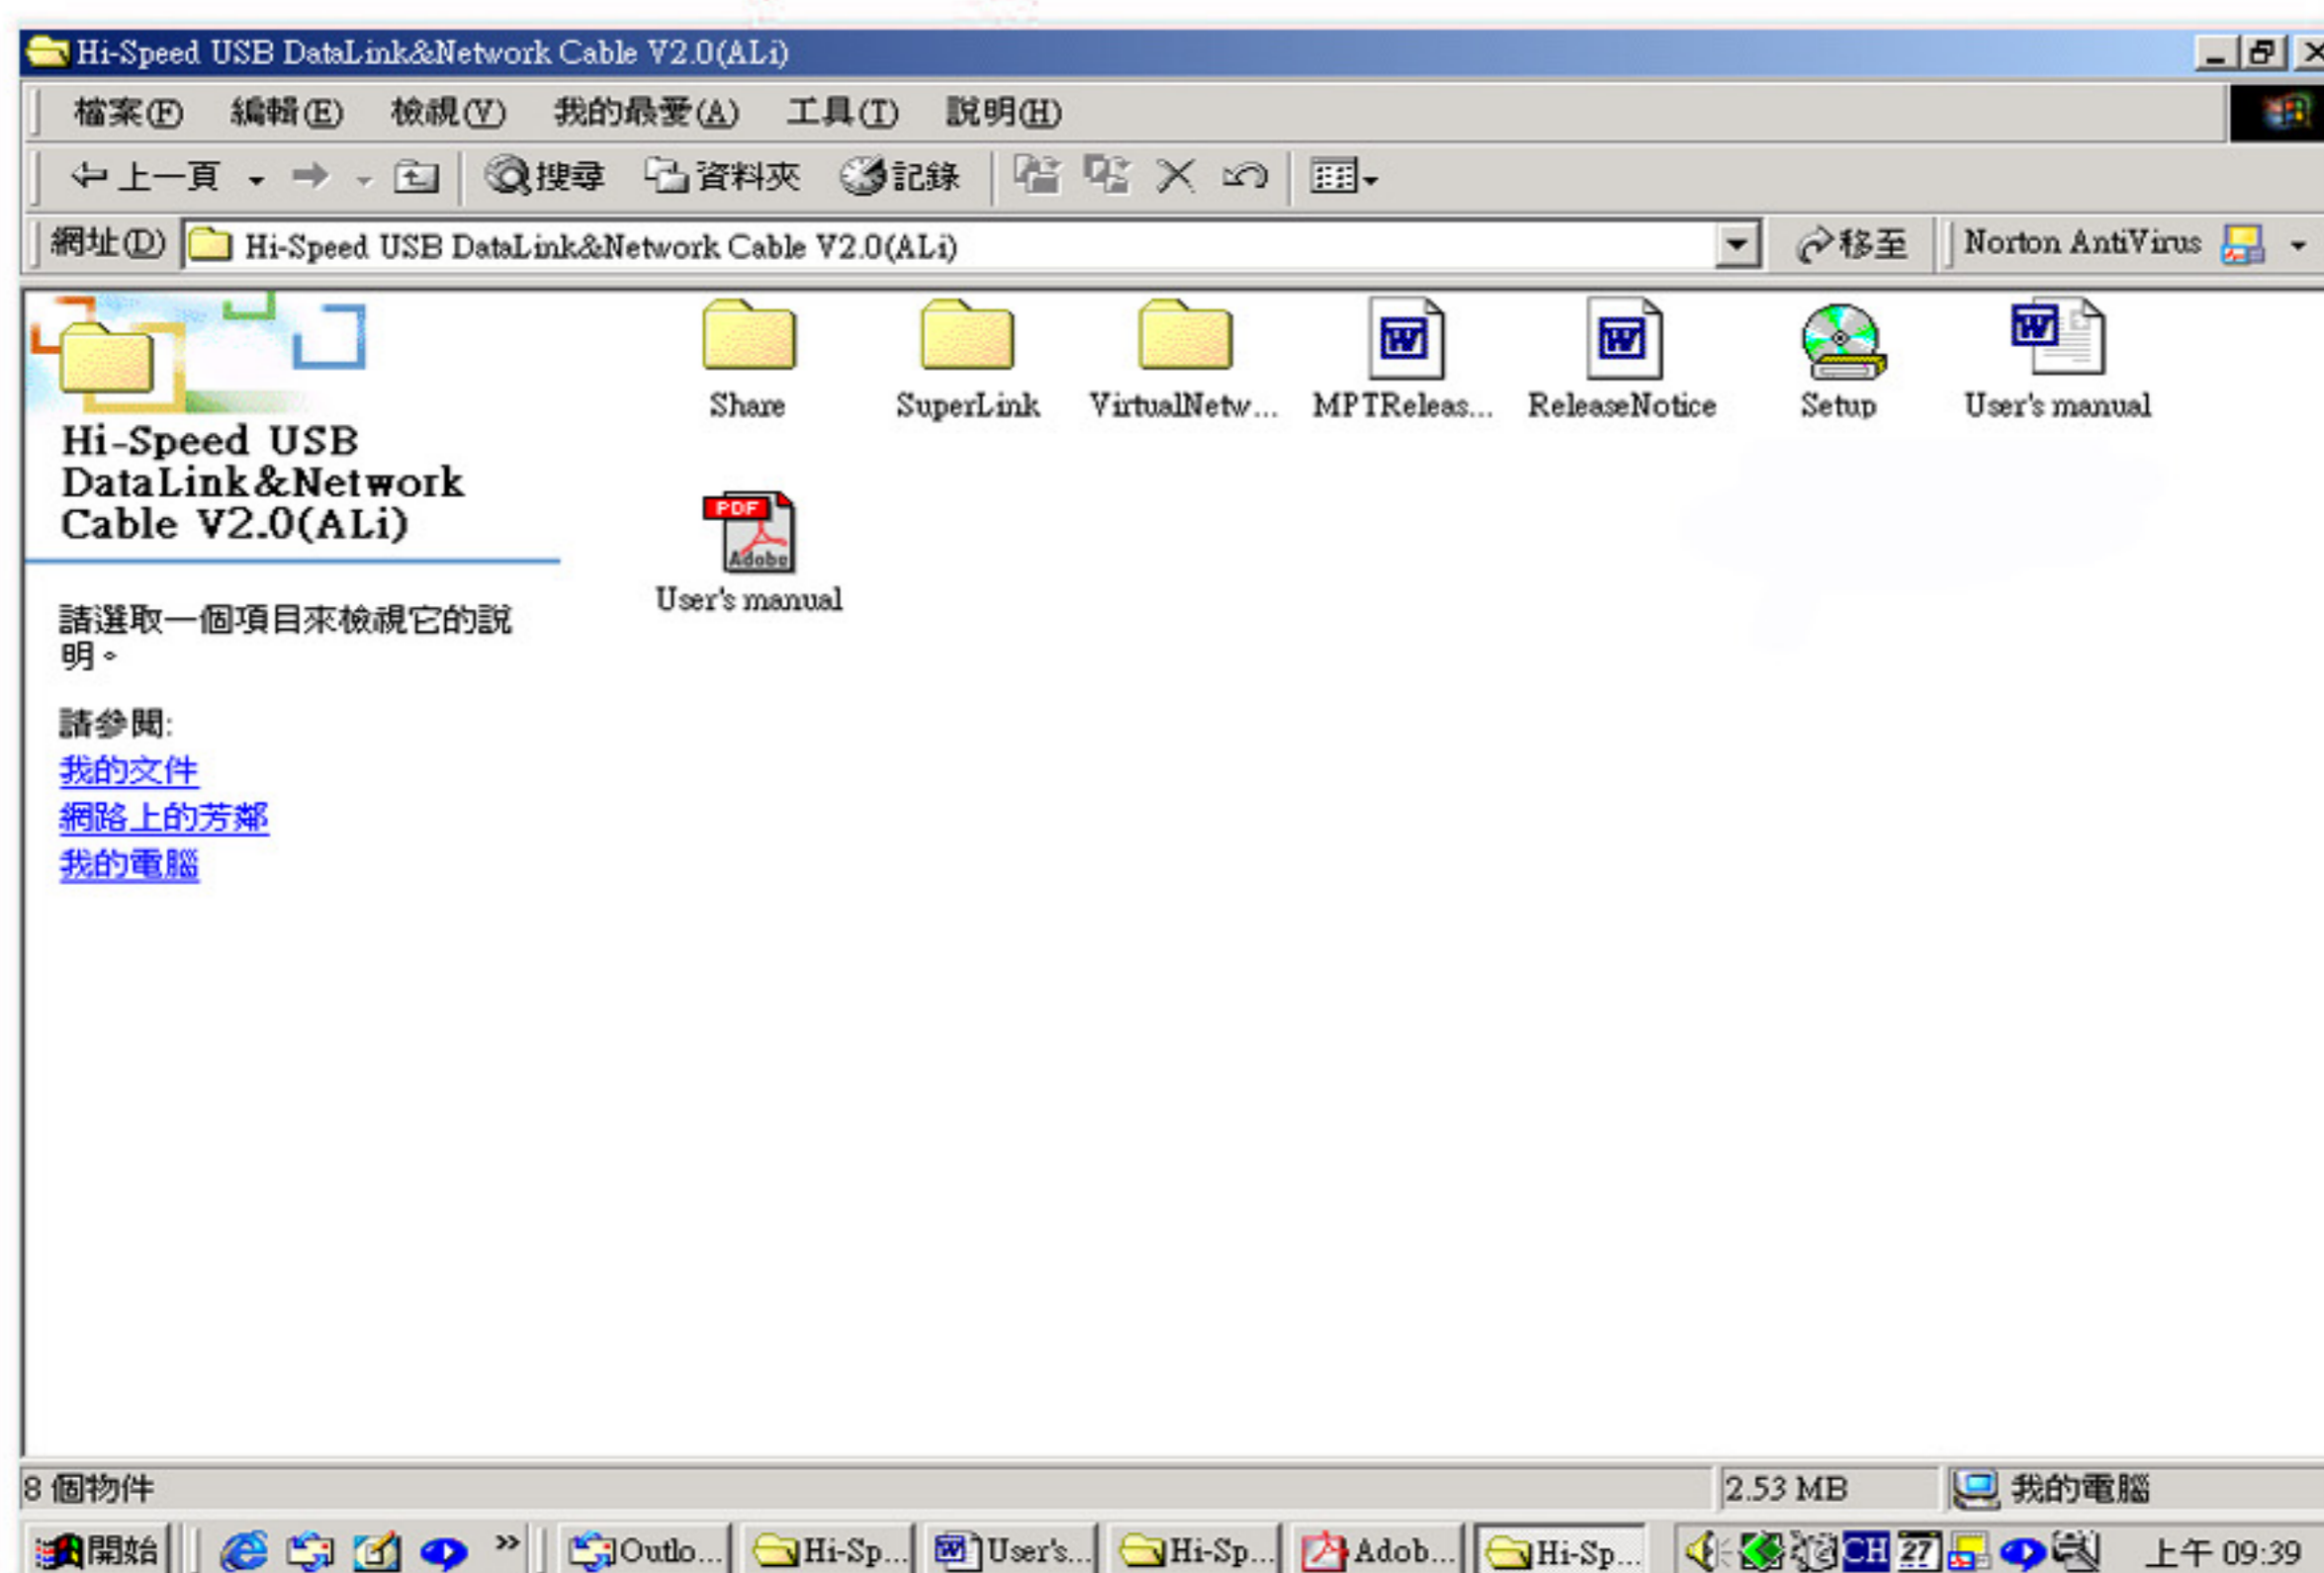 Hi-Speed USB DataLink&Network Cable V2.0(ALi)
檔案(F) 編輯(E) 檢視(V) 我的最愛(A) 工具(T) 說明(H)
上一頁 搜尋 資料夾 記錄
網址(D) Hi-Speed USB DataLink&Network Cable V2.0(ALi) 移至 Norton AntiVirus
Share SuperLink VirtualNetw... MPTReleas... ReleaseNotice Setup User's manual
PDF
Adobe
User's manual
Hi-Speed USB
DataLink&Network
Cable V2.0(ALi)
請選取一個項目來檢視它的說
明。
請參閱:
我的文件
網路上的芳鄰
我的電腦
8 個物件 2.53 MB 我的電腦
開始 » Outlo... Hi-Sp... User's... Hi-Sp... Adob... Hi-Sp... CH 27 上午 09:39